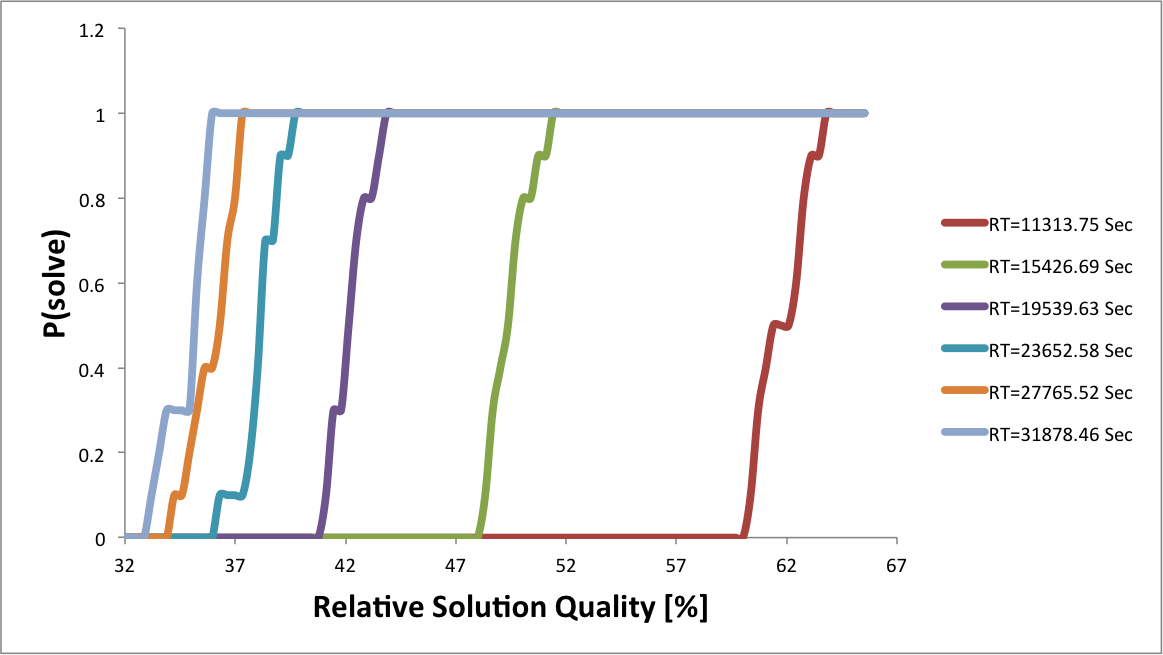 1.2
1
0.8
0.6
0.4
0.2
0
P(solve)
32 37 42 47 52 57 62 67
Relative Solution Quality [%]
RT=11313.75 Sec
RT=15426.69 Sec
RT=19539.63 Sec
RT=23652.58 Sec
RT=27765.52 Sec
RT=31878.46 Sec